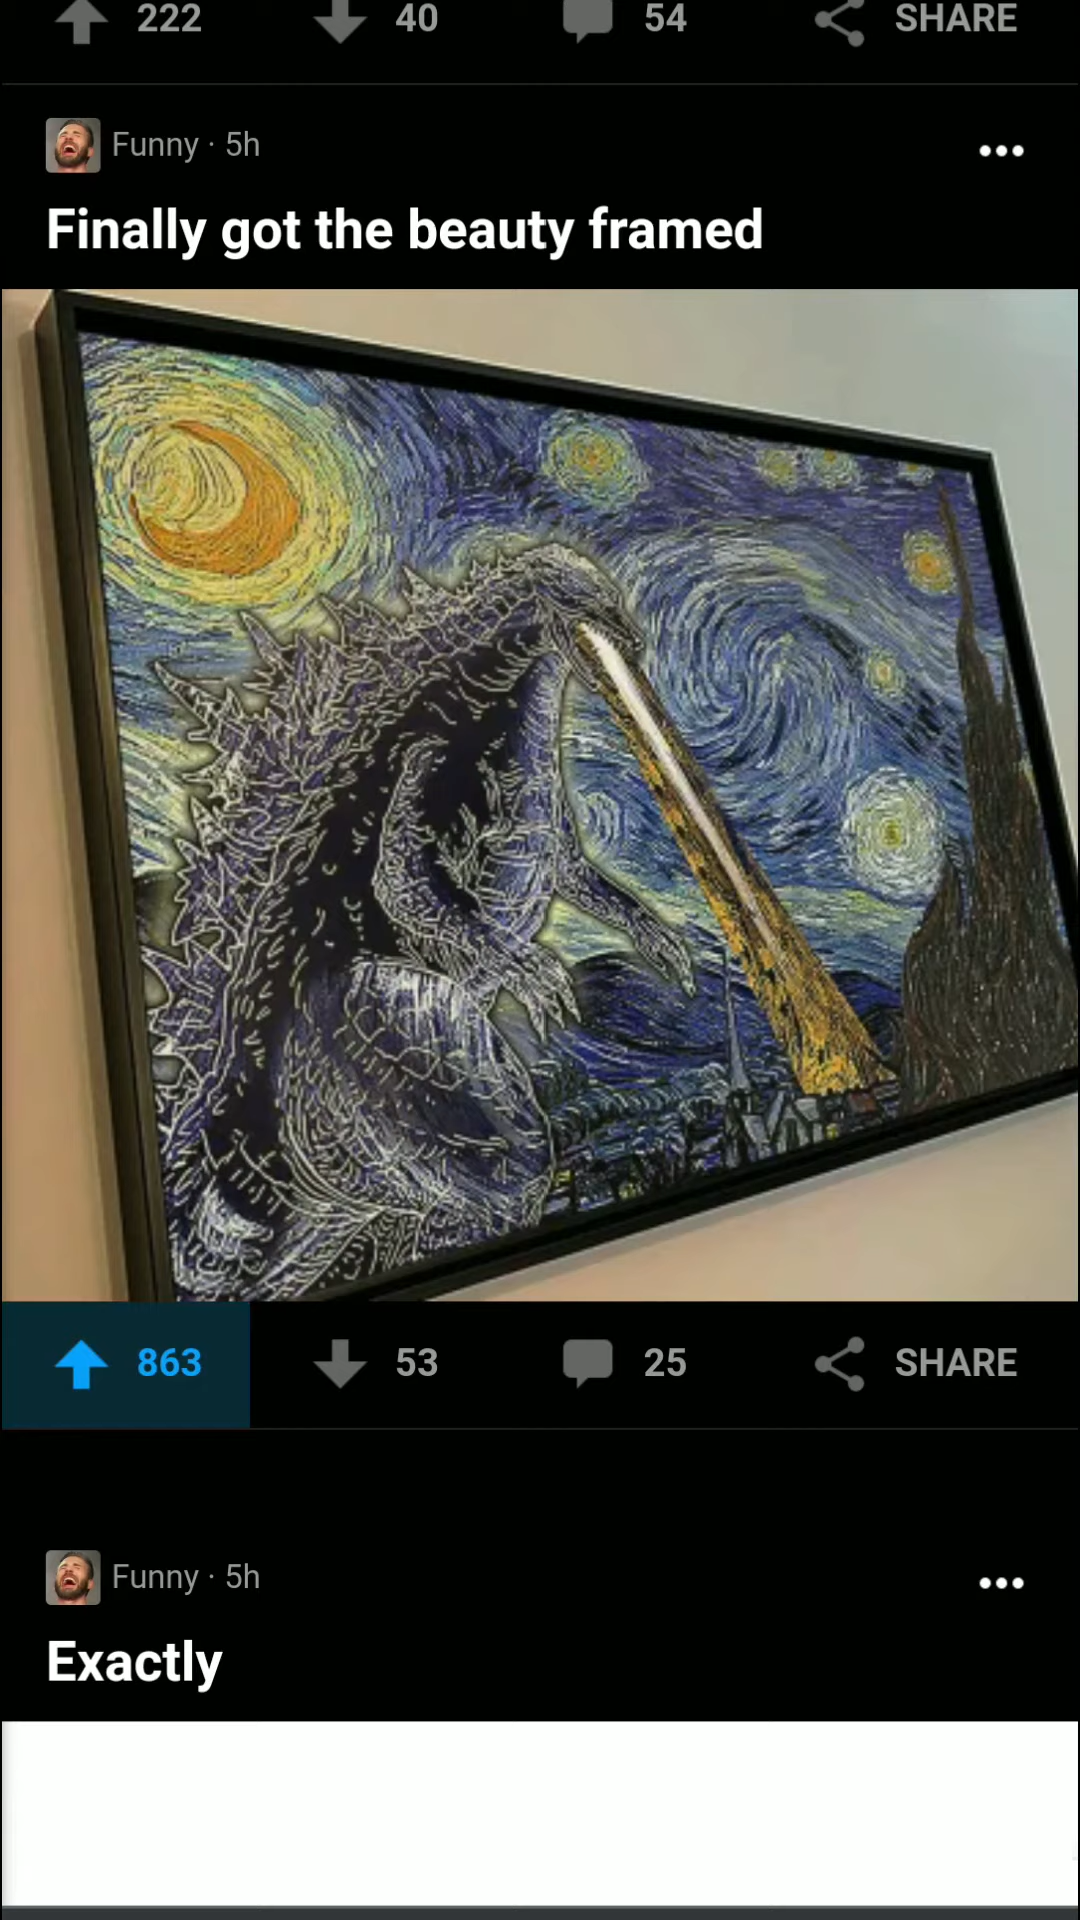 222 40 54 SHARE
Funny · 5h
Finally got the beauty framed
863 53 25 SHARE
Funny · 5h
Exactly